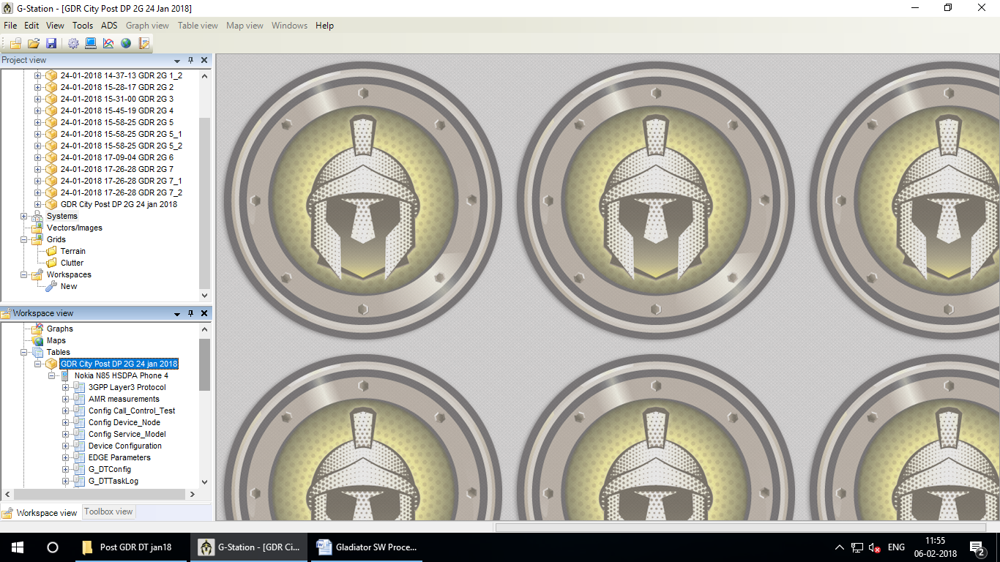 G-Station - [GDR City Post DP 2G 24 Jan 2018]
File Edit View Tools ADS Graph view Table view Map view Windows Help
Project view
24-01-2018 14-37-13 GDR 2G 1_2
24-01-2018 15-28-17 GDR 2G 2
24-01-2018 15-31-00 GDR 2G 3
24-01-2018 15-45-19 GDR 2G 4
24-01-2018 15-58-25 GDR 2G 5
24-01-2018 15-58-25 GDR 2G 5_1
24-01-2018 15-58-25 GDR 2G 5_2
24-01-2018 17-09-04 GDR 2G 6
24-01-2018 17-26-28 GDR 2G 7
24-01-2018 17-26-28 GDR 2G 7_1
24-01-2018 17-26-28 GDR 2G 7_2
GDR City Post DP 2G 24 jan 2018
Systems
Vectors/Images
Grids
Terrain
Clutter
Workspaces
New
Workspace view
Graphs
Maps
Tables
GDR City Post DP 2G 24 jan 2018
Nokia N85 HSDPA Phone 4
3GPP Layer3 Protocol
AMR measurements
Config Call_Control_Test
Config Device_Node
Config Service_Model
Device Configuration
EDGE Parameters
G_DTConfig
G_DTTaskLog
Workspace view Toolbox view
Post GDR DT jan18
G-Station - [GDR Ci...
Gladiator SW Proce...
ENG
11:55
06-02-2018
2